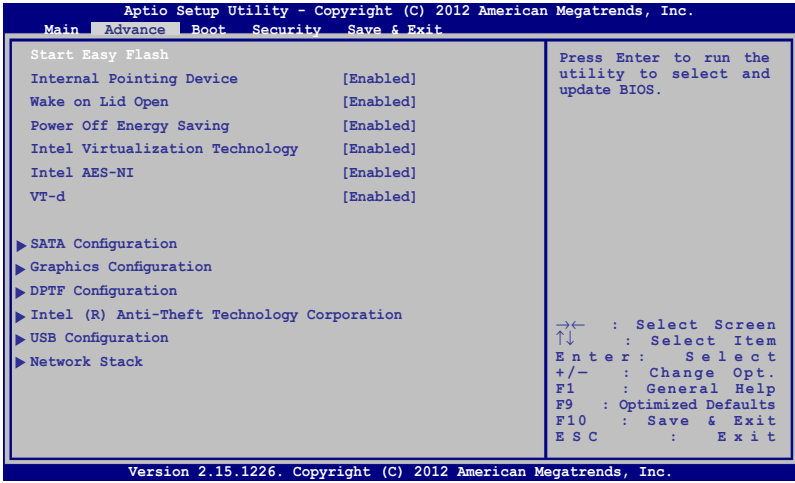 Aptio Setup Utility - Copyright (C) 2012 American Megatrends, Inc.
Main Advance Boot Security Save & Exit
Start Easy Flash
Internal Pointing Device [Enabled]
Wake on Lid Open [Enabled]
Power Off Energy Saving [Enabled]
Intel Virtualization Technology [Enabled]
Intel AES-NI [Enabled]
VT-d [Enabled]
SATA Configuration
Graphics Configuration
DPTF Configuration
Intel (R) Anti-Theft Technology Corporation
USB Configuration
Network Stack
Press Enter to run the
utility to select and
update BIOS.
→← : Select Screen
↑↓ : Select Item
Enter: Select
+/— : Change Opt.
F1 : General Help
F9 : Optimized Defaults
F10 : Save & Exit
ESC : Exit
Version 2.15.1226. Copyright (C) 2012 American Megatrends, Inc.